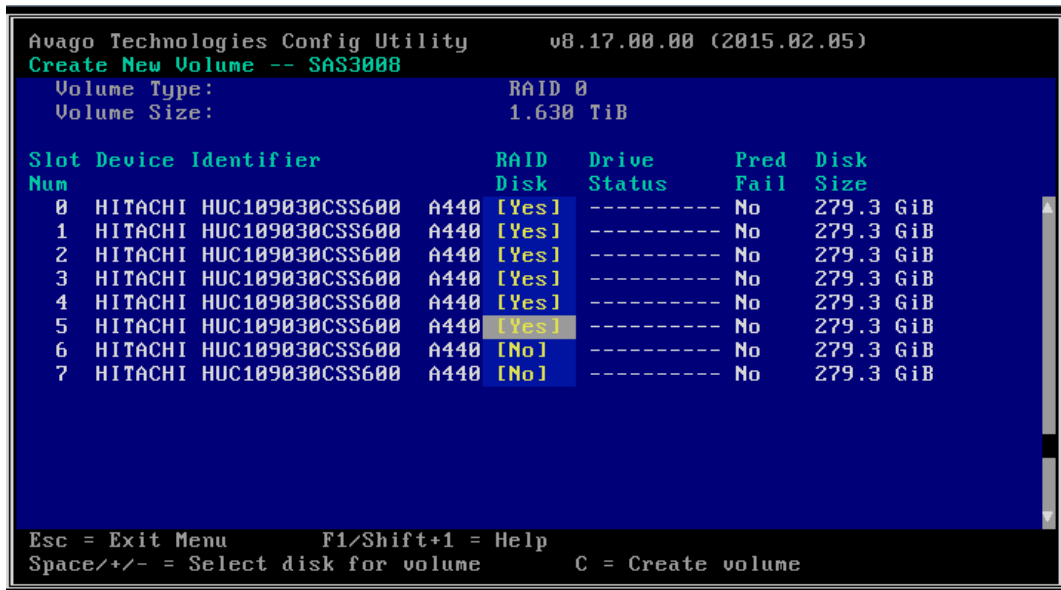 Avago Technologies Config Utility v8.17.00.00 (2015.02.05)
Create New Volume -- SAS3008
Volume Type: RAID 0
Volume Size: 1.630 TiB
Slot Device Identifier RAID Drive Pred Disk
Num Disk Status Fail Size
0 HITACHI HUC109030CSS600 A440 [Yes] ---------- No 279.3 GiB
1 HITACHI HUC109030CSS600 A440 [Yes] ---------- No 279.3 GiB
2 HITACHI HUC109030CSS600 A440 [Yes] ---------- No 279.3 GiB
3 HITACHI HUC109030CSS600 A440 [Yes] ---------- No 279.3 GiB
4 HITACHI HUC109030CSS600 A440 [Yes] ---------- No 279.3 GiB
5 HITACHI HUC109030CSS600 A440 [Yes] ---------- No 279.3 GiB
6 HITACHI HUC109030CSS600 A440 [No] ---------- No 279.3 GiB
7 HITACHI HUC109030CSS600 A440 [No] ---------- No 279.3 GiB
Esc = Exit Menu F1/Shift+1 = Help
Space/+/- = Select disk for volume C = Create volume